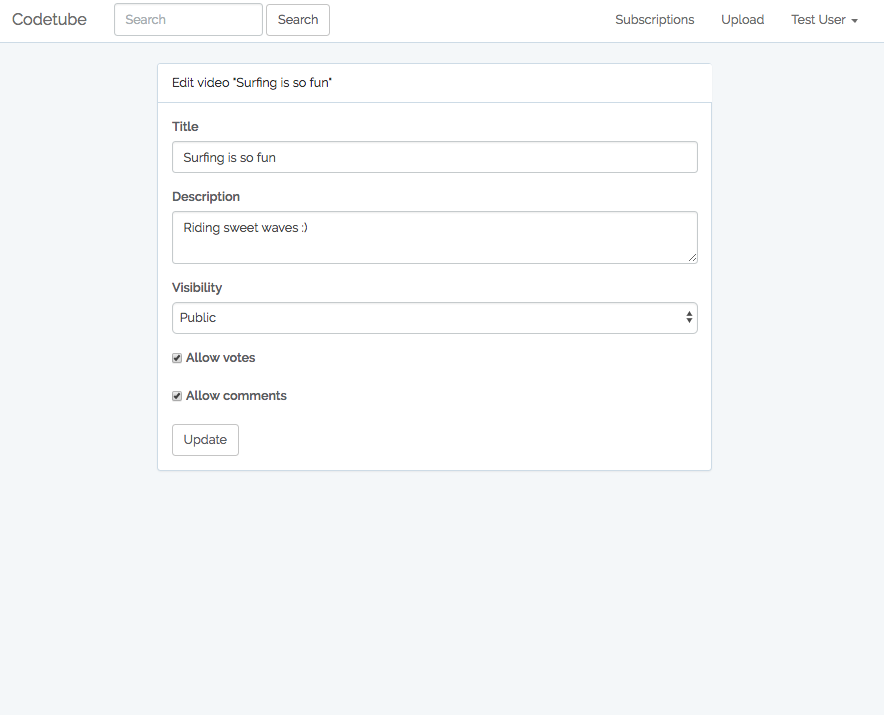 Codetube Search Search Subscriptions Upload Test User
Edit video "Surfing is so fun"
Title
Surfing is so fun
Description
Riding sweet waves :)
Visibility
Public
Allow votes
Allow comments
Update